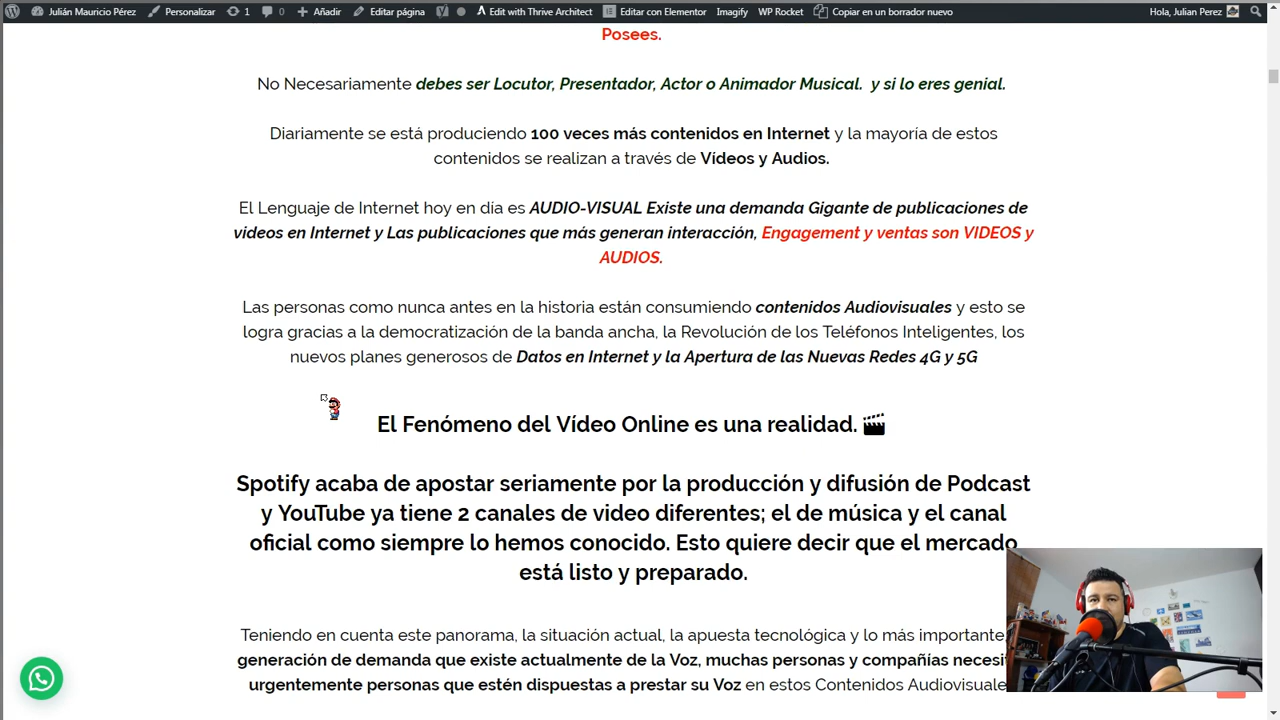 Julián Mauricio Pérez Personalizar 1 0 Añadir Editar página Edit with Thrive Architect Editar con Elementor Imagify WP Rocket Copiar en un borrador nuevo Hola, Julian Perez
Posees.
No Necesariamente debes ser Locutor, Presentador, Actor o Animador Musical. y si lo eres genial.
Diariamente se está produciendo 100 veces más contenidos en Internet y la mayoría de estos
contenidos se realizan a través de Vídeos y Audios.
El Lenguaje de Internet hoy en día es AUDIO-VISUAL Existe una demanda Gigante de publicaciones de
videos en Internet y Las publicaciones que más generan interacción, Engagement y ventas son VIDEOS y
AUDIOS.
Las personas como nunca antes en la historia están consumiendo contenidos Audiovisuales y esto se
logra gracias a la democratización de la banda ancha, la Revolución de los Teléfonos Inteligentes, los
nuevos planes generosos de Datos en Internet y la Apertura de las Nuevas Redes 4G y 5G
El Fenómeno del Vídeo Online es una realidad.
Spotify acaba de apostar seriamente por la producción y difusión de Podcast
y YouTube ya tiene 2 canales de video diferentes; el de música y el canal
oficial como siempre lo hemos conocido. Esto quiere decir que el mercado
está listo y preparado.
Teniendo en cuenta este panorama, la situación actual, la apuesta tecnológica y lo más importante,
generación de demanda que existe actualmente de la Voz, muchas personas y compañías
urgentemente personas que estén dispuestas a prestar su Voz en estos Contenidos